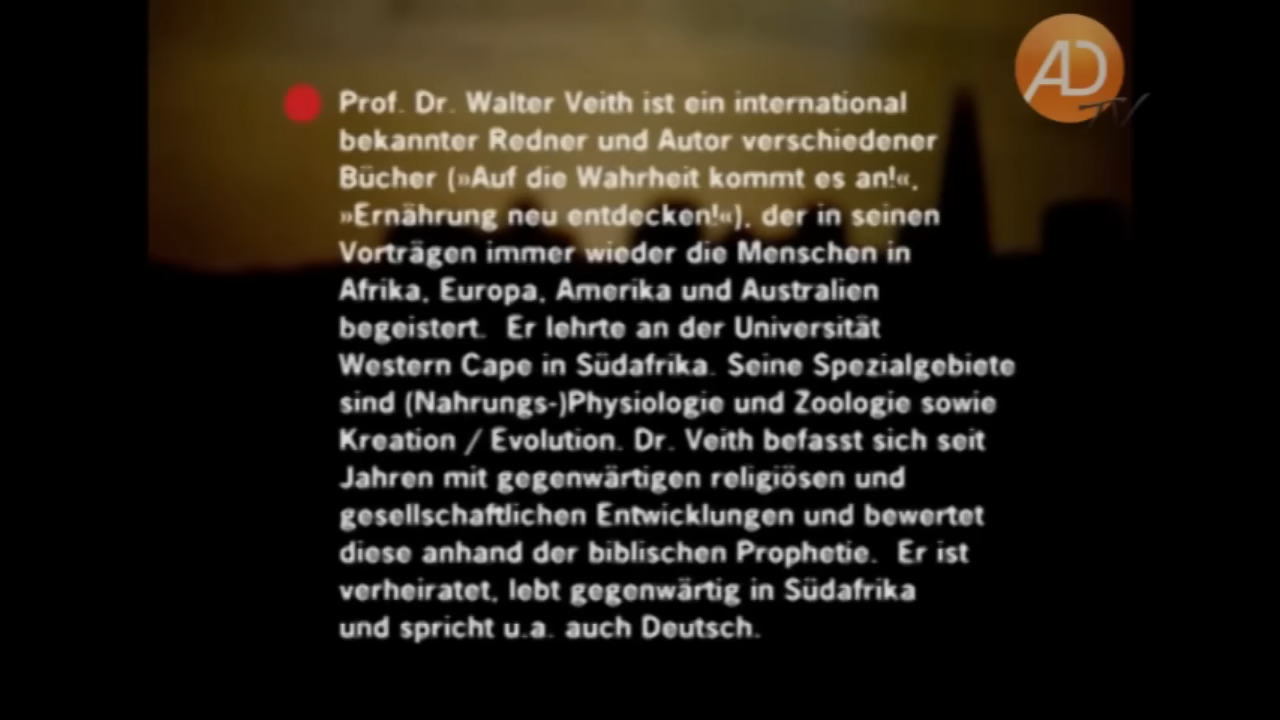 AD
TV
Prof. Dr. Walter Veith ist ein international
bekannter Redner und Autor verschiedener
Bücher (»Auf die Wahrheit kommt es an!«,
»Ernährung neu entdecken!«), der in seinen
Vorträgen immer wieder die Menschen in
Afrika, Europa, Amerika und Australien
begeistert. Er lehrte an der Universität
Western Cape in Südafrika. Seine Spezialgebiete
sind (Nahrungs-)Physiologie und Zoologie sowie
Kreation / Evolution. Dr. Veith befasst sich seit
Jahren mit gegenwärtigen religiösen und
gesellschaftlichen Entwicklungen und bewertet
diese anhand der biblischen Prophetie. Er ist
verheiratet, lebt gegenwärtig in Südafrika
und spricht u.a. auch Deutsch.